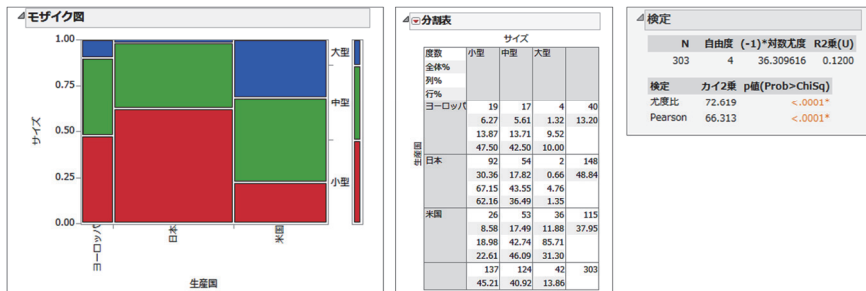 モザイク図
1.00
0.75
0.50
0.25
0.00
サイズ
大型
中型
小型
ヨーロッパ
日本
米国
生産国
分割表
サイズ
生産国
度数 小型 中型 大型
全体%
列%
行%
ヨーロッパ 19 17 4 40
6.27 5.61 1.32 13.20
13.87 13.71 9.52
47.50 42.50 10.00
日本 92 54 2 148
30.36 17.82 0.66 48.84
67.15 43.55 4.76
62.16 36.49 1.35
米国 26 53 36 115
8.58 17.49 11.88 37.95
18.98 42.74 85.71
22.61 46.09 31.30
137 124 42 303
45.21 40.92 13.86
検定
N 自由度 (-1)*対数尤度 R2乗(U)
303 4 36.309616 0.1200
検定 カイ2乗 p値(Prob>ChiSq)
尤度比 72.619 <.0001*
Pearson 66.313 <.0001*